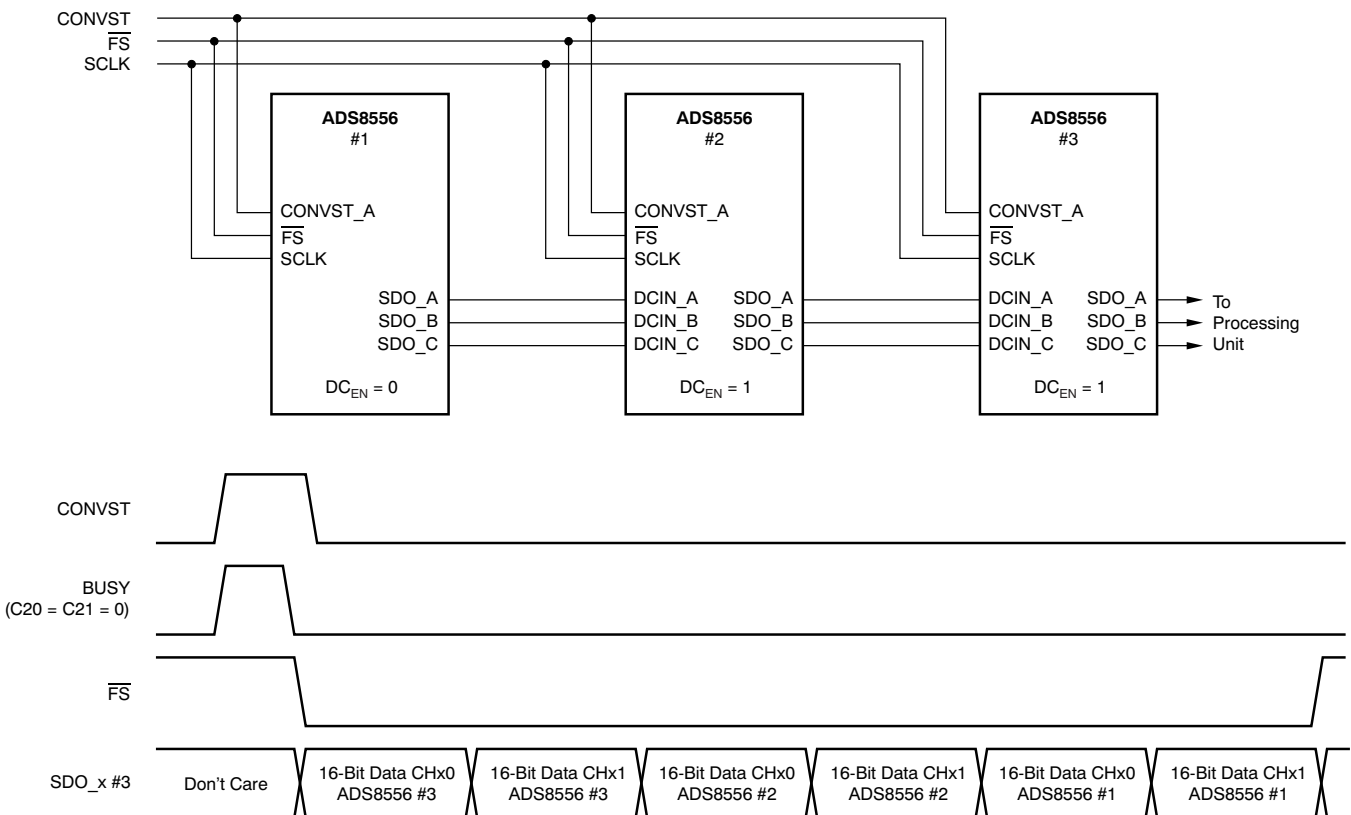 CONVST
FS
SCLK
ADS8556
#1
CONVST_A
FS
SCLK
SDO_A
SDO_B
SDO_C
DCEN = 0
ADS8556
#2
CONVST_A
FS
SCLK
DCIN_A SDO_A
DCIN_B SDO_B
DCIN_C SDO_C
DCEN = 1
ADS8556
#3
CONVST_A
FS
SCLK
DCIN_A SDO_A
DCIN_B SDO_B
DCIN_C SDO_C
DCEN = 1
To
Processing
Unit
CONVST
BUSY
(C20 = C21 = 0)
FS
SDO_x #3
Don't Care
16-Bit Data CHx0
ADS8556 #3
16-Bit Data CHx1
ADS8556 #3
16-Bit Data CHx0
ADS8556 #2
16-Bit Data CHx1
ADS8556 #2
16-Bit Data CHx0
ADS8556 #1
16-Bit Data CHx1
ADS8556 #1